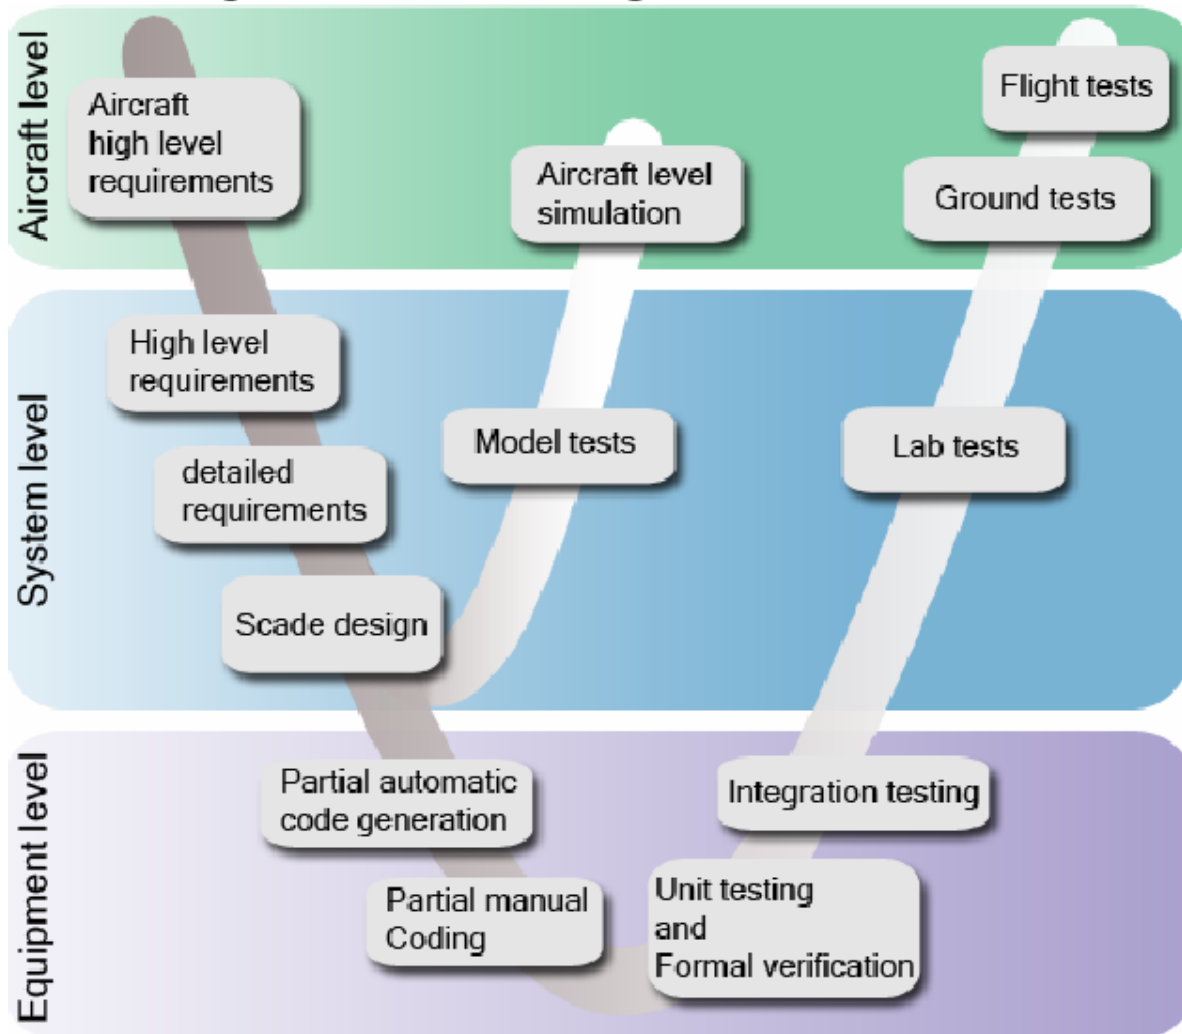 Aircraft level
Aircraft
high level
requirements
Aircraft level
simulation
Flight tests
Ground tests
System level
High level
requirements
detailed
requirements
Scade design
Model tests
Lab tests
Equipment level
Partial automatic
code generation
Partial manual
Coding
Integration testing
Unit testing
and
Formal verification